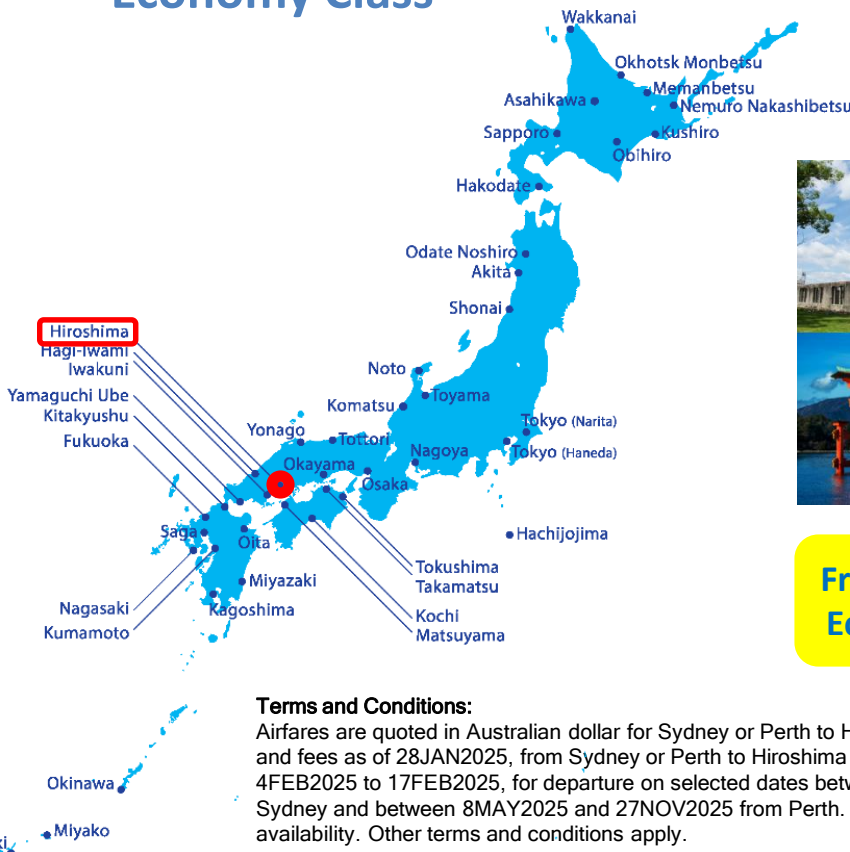 Economy Class
Wakkanai
Okhotsk Monbetsu
Memanbetsu
Asahikawa
Nemuro Nakashibetsu
Sapporo
Kushiro
Obihiro
Hakodate
Odate Noshiro
Akita
Shonai
Hiroshima
Hagi-Iwami
Iwakuni
Noto
Yamaguchi Ube
Toyama
Komatsu
Kitakyushu
Tokyo (Narita)
Yonago
Tottori
Fukuoka
Nagoya
Tokyo (Haneda)
Okayama
Osaka
Saga
Oita
Hachijojima
Tokushima
Miyazaki
Takamatsu
Nagasaki
Kagoshima
Kochi
Kumamoto
Matsuyama
Fr
Ec
Terms and Conditions:
Airfares are quoted in Australian dollar for Sydney or Perth to H
and fees as of 28JAN2025, from Sydney or Perth to Hiroshima
4FEB2025 to 17FEB2025, for departure on selected dates betw
Sydney and between 8MAY2025 and 27NOV2025 from Perth.
availability. Other terms and conditions apply.
Okinawa
Miyako